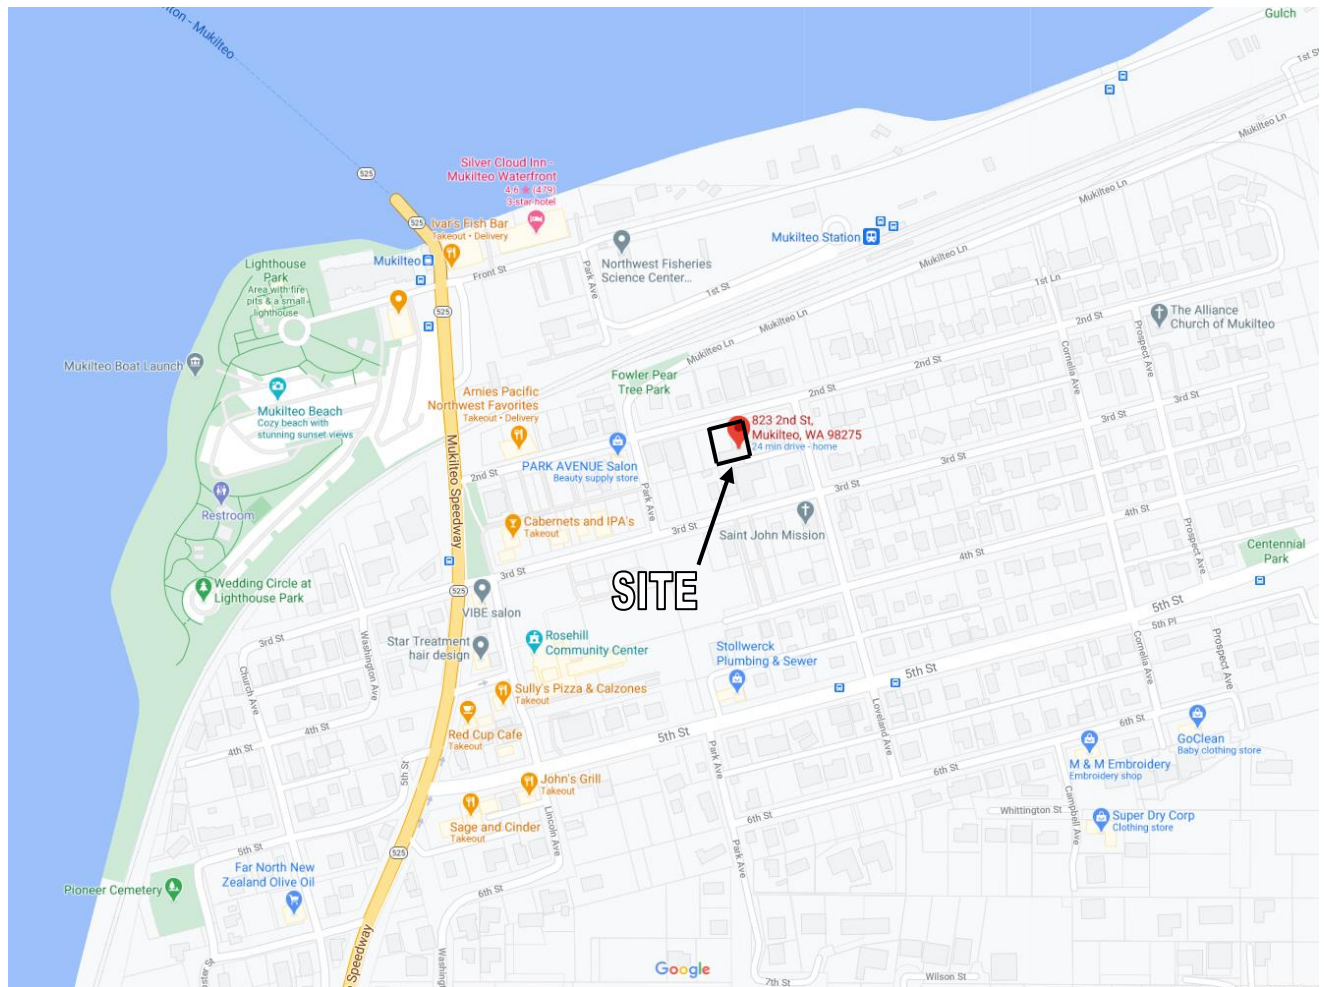 Gulch
ton - Mukilteo
1st St
Mukilteo Ln
525
Silver Cloud Inn -
Mukilteo Waterfront
4.6 ★ (479)
3-star hotel
Mukilteo Ln
525
Ivar's Fish Bar
Takeout • Delivery
Mukilteo Station
Mukilteo Ln
Lighthouse
Park
Area with fire
pits & a small
lighthouse
Mukilteo
Front St
Park Ave
Northwest Fisheries
Science Center...
1st St
1st Ln
525
Mukilteo Ln
2nd St
The Alliance
Church of Mukilteo
Prospect Ave
Mukilteo Boat Launch
Mukilteo Ln
2nd St
Cornelia Ave
Fowler Pear
Tree Park
2nd St
Arnies Pacific
Northwest Favorites
Takeout • Delivery
3rd St
3rd St
Mukilteo Beach
Cozy beach with
stunning sunset views
823 2nd St,
Mukilteo, WA 98275
24 min drive - home
Mukilteo Speedway
2nd St
PARK AVENUE Salon
Beauty supply store
3rd St
Park Ave
3rd St
Restroom
Cabernets and IPA's
Takeout
3rd St
Saint John Mission
4th St
Prospect Ave
4th St
Centennial
Park
3rd St
SITE
Wedding Circle at
Lighthouse Park
525
VIBE salon
5th St
5th Pl
3rd St
Washington Ave
Star Treatment
hair design
Rosehill
Community Center
Stollwerck
Plumbing & Sewer
Cornelia Ave
Prospect Ave
Church Ave
5th St
Sully's Pizza & Calzones
Takeout
Loveland Ave
Red Cup Cafe
Takeout
5th St
4th St
4th St
Park Ave
6th St
GoClean
Baby clothing store
5th St
M & M Embroidery
Embroidery shop
6th St
John's Grill
Takeout
Sage and Cinder
Takeout
Lincoln Ave
6th St
Whittington St
Campbell Ave
Super Dry Corp
Clothing store
5th St
525
Park Ave
Far North New
Zealand Olive Oil
Pioneer Cemetery
6th St
Speedway
Google
7th St
Wilson St